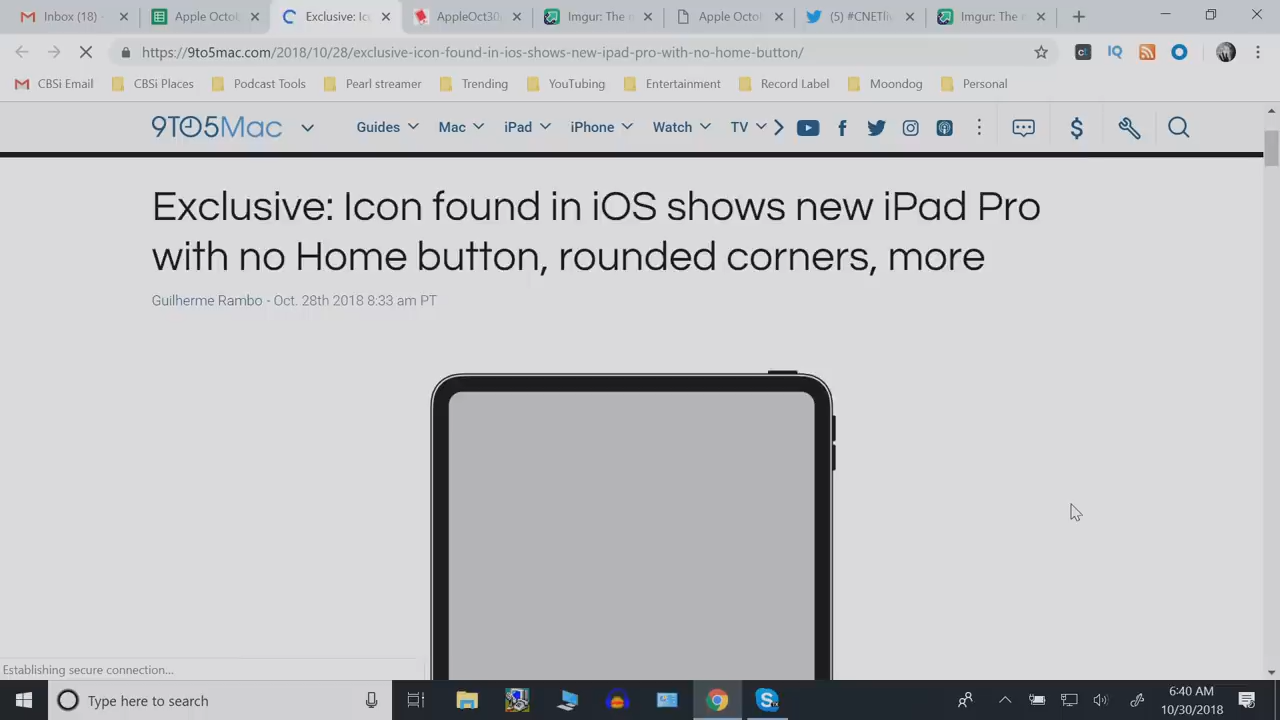 Inbox (18)
Apple Octob
Exclusive: Ic
AppleOct30
Imgur: The m
Apple Octob
(5) #CNETliv
Imgur: The m
https://9to5mac.com/2018/10/28/exclusive-icon-found-in-ios-shows-new-ipad-pro-with-no-home-button/
CBSi Email
CBSi Places
Podcast Tools
Pearl streamer
Trending
YouTubing
Entertainment
Record Label
Moondog
Personal
9TO5Mac
Guides
Mac
iPad
iPhone
Watch
TV
Exclusive: Icon found in iOS shows new iPad Pro
with no Home button, rounded corners, more
Guilherme Rambo - Oct. 28th 2018 8:33 am PT
Establishing secure connection...
Type here to search
6:40 AM
10/30/2018